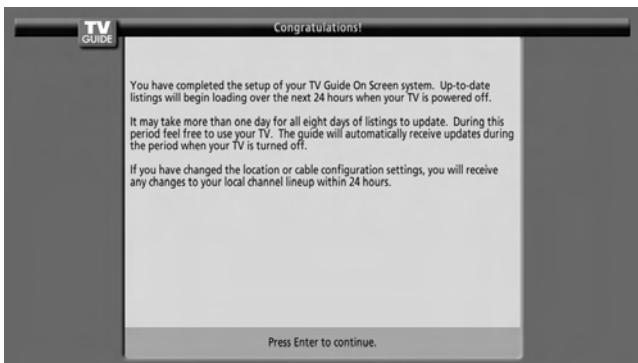 TV
GUIDE
Congratulations!
You have completed the setup of your TV Guide On Screen system. Up-to-date
listings will begin loading over the next 24 hours when your TV is powered off.
It may take more than one day for all eight days of listings to update. During this
period feel free to use your TV. The guide will automatically receive updates during
the period when your TV is turned off.
If you have changed the location or cable configuration settings, you will receive
any changes to your local channel lineup within 24 hours.
Press Enter to continue.